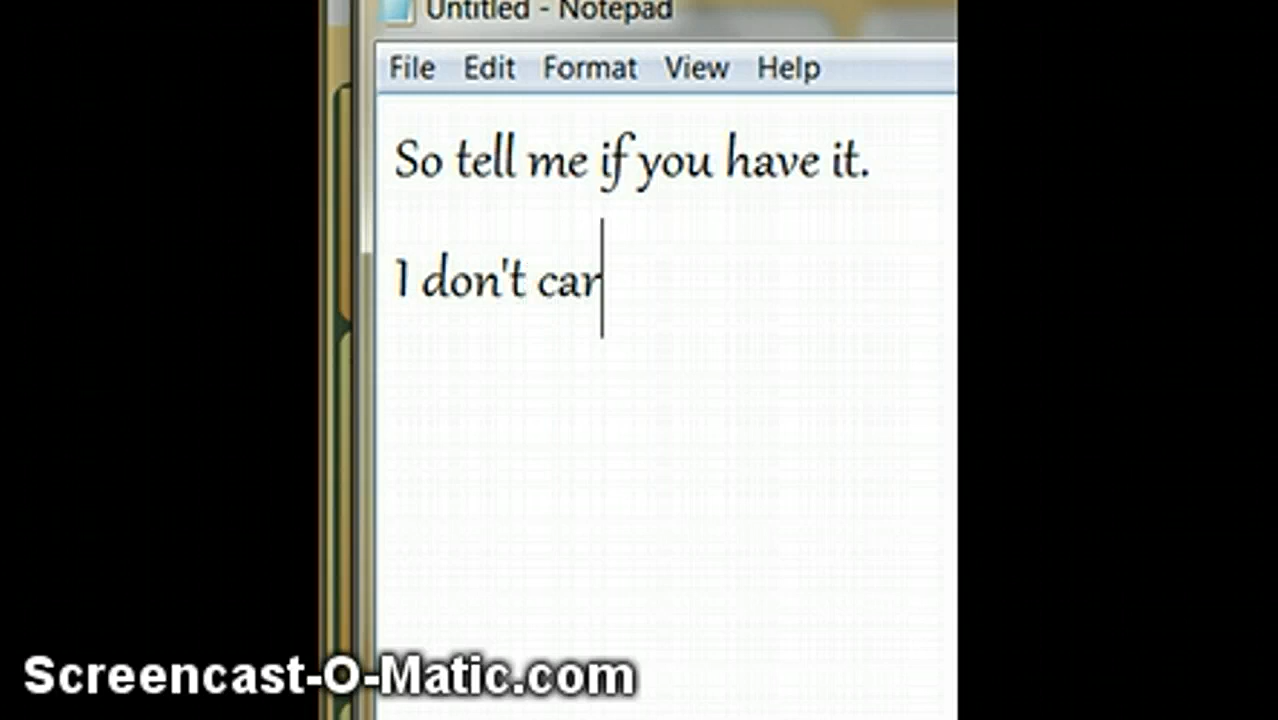 Untitled - Notepad
File Edit Format View Help
So tell me if you have it.
I don't car
Screencast-O-Matic.com